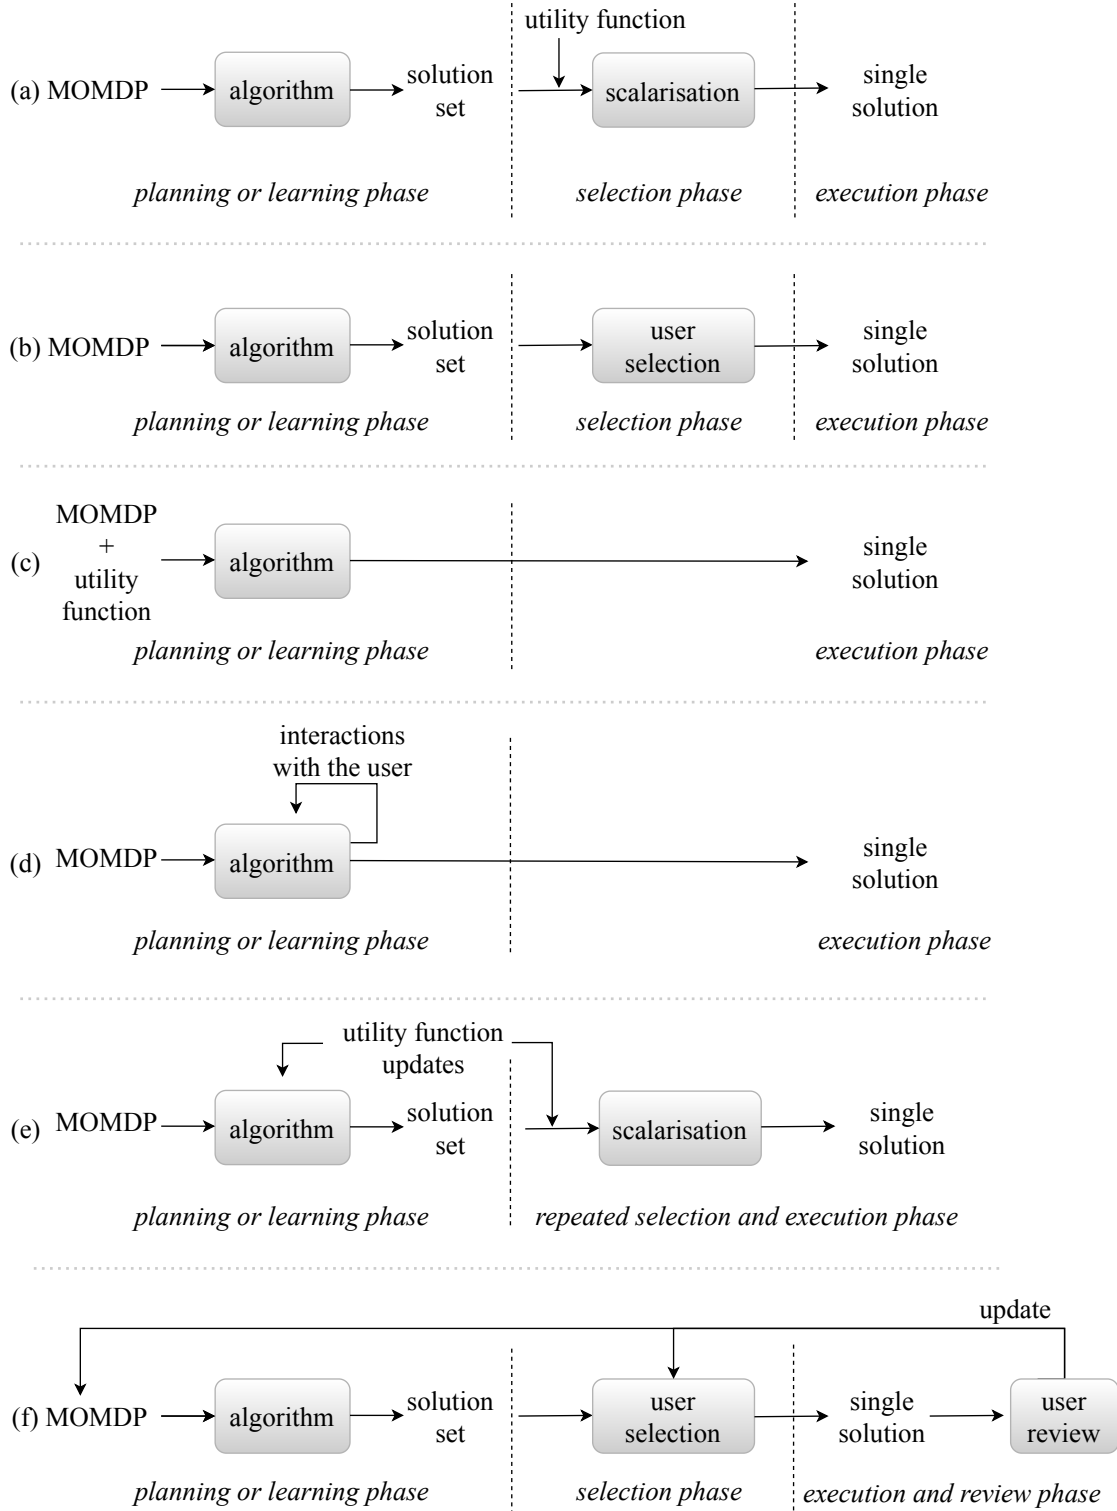 utility function
(a) MOMDP
algorithm
solution
set
scalarisation
single
solution
planning or learning phase
selection phase
execution phase
(b) MOMDP
algorithm
solution
set
user
selection
single
solution
planning or learning phase
selection phase
execution phase
(c)
MOMDP
+
utility
function
algorithm
single
solution
planning or learning phase
execution phase
interactions
with the user
(d) MOMDP
algorithm
single
solution
planning or learning phase
execution phase
utility function
updates
(e) MOMDP
algorithm
solution
set
scalarisation
single
solution
planning or learning phase
repeated selection and execution phase
update
(f) MOMDP
algorithm
solution
set
user
selection
single
solution
user
review
planning or learning phase
selection phase
execution and review phase